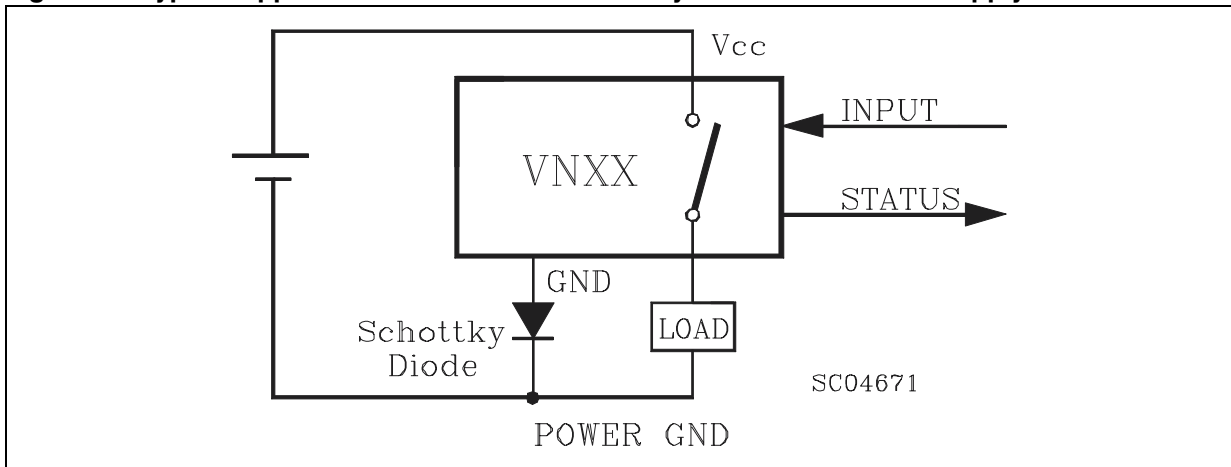 Vcc
INPUT
VNXX
STATUS
GND
Schottky
Diode
LOAD
SC04671
POWER GND